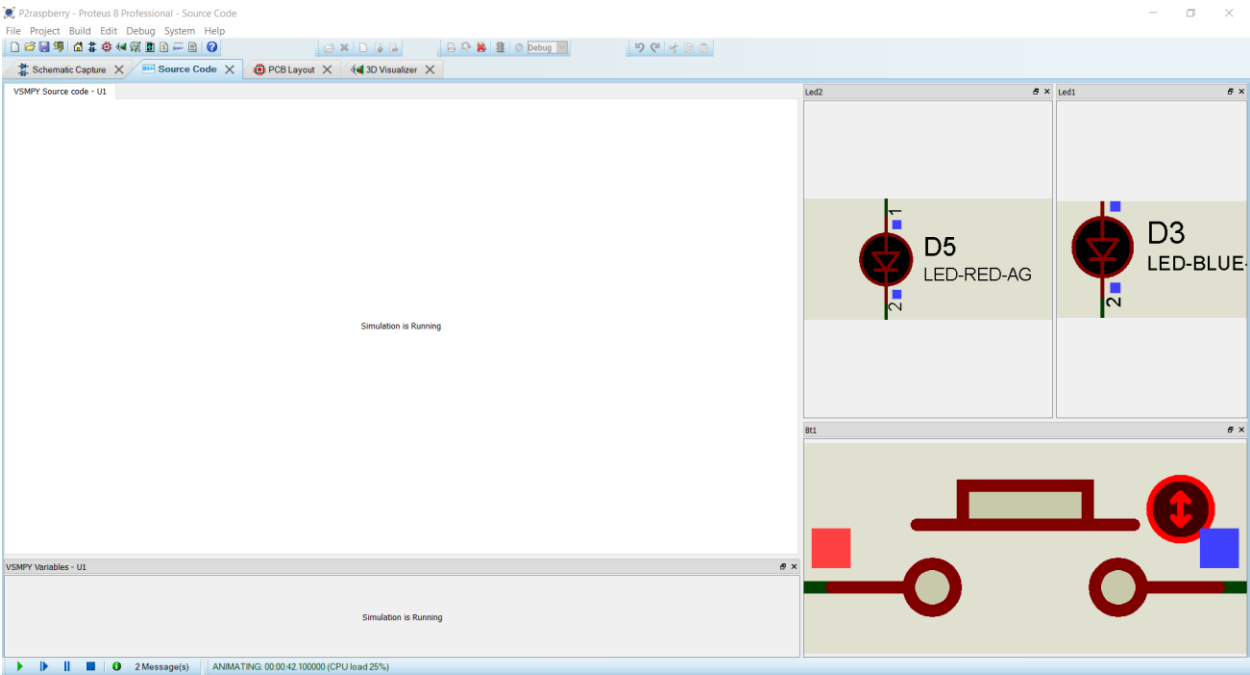 P2raspberry - Proteus 8 Professional - Source Code
File Project Build Edit Debug System Help
Debug
Schematic Capture
Source Code
PCB Layout
3D Visualizer
VSMPY Source code - U1
Simulation is Running
VSMPY Variables - U1
Simulation is Running
Led2
1
D5
LED-RED-AG
2
Led1
D3
LED-BLUE-
2
Bt1
2 Message(s)
ANIMATING: 00:00:42.100000 (CPU load 25%)